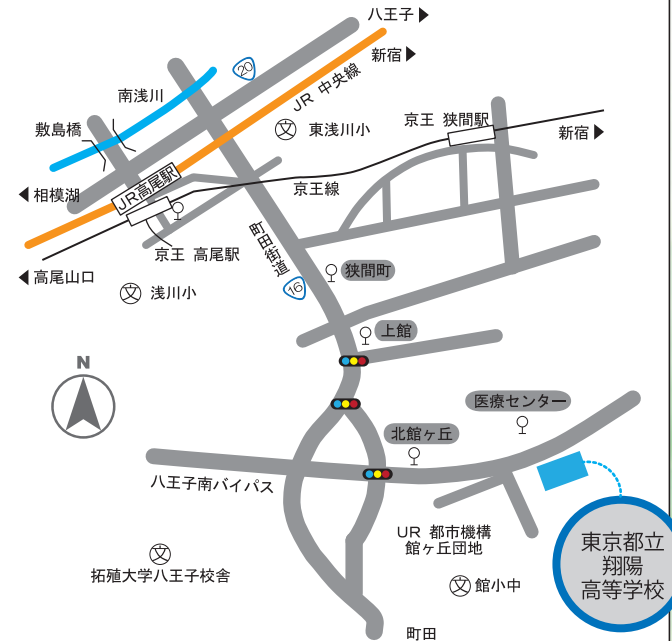 八王子
新宿
20
JR 中央線
南浅川
敷島橋
東浅川小
京王 狭間駅
新宿
相模湖
JR高尾駅
京王線
京王 高尾駅
町田街道
高尾山口
浅川小
16
狭間町
上館
N
医療センター
北館ヶ丘
八王子南バイパス
UR 都市機構
館ヶ丘団地
東京都立
翔陽
高等学校
拓殖大学八王子校舎
館小中
町田
文
文
文
文